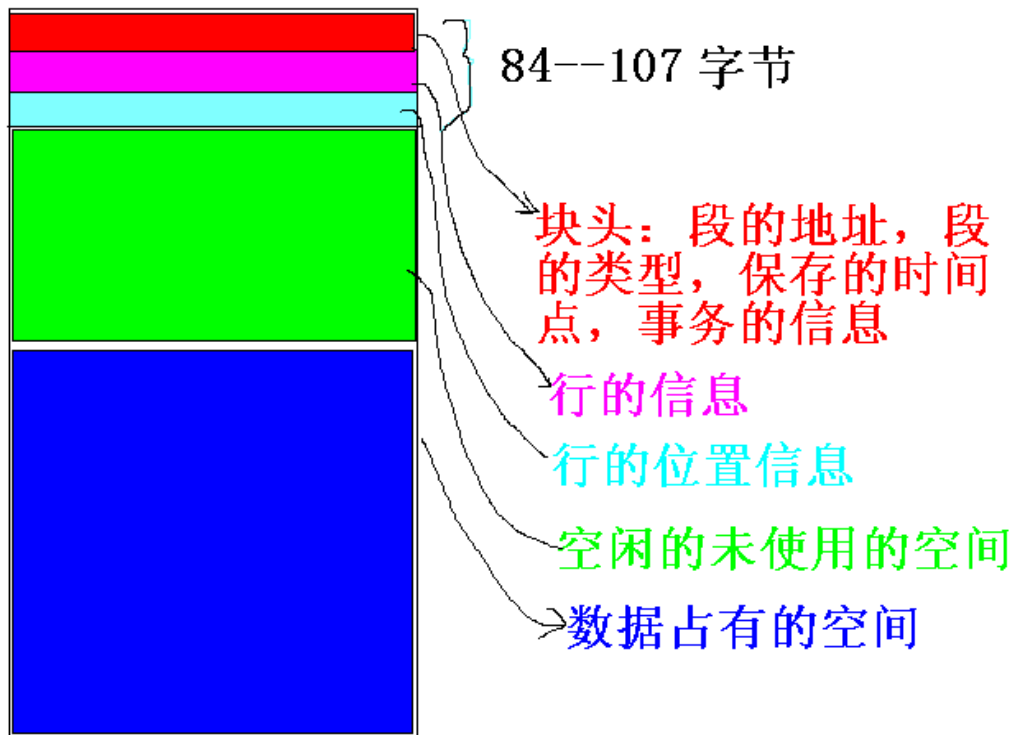 84--107 字节
块头：段的地址，段
的类型，保存的时间
点，事务的信息
行的信息
行的位置信息
空闲的未使用的空间
数据占有的空间